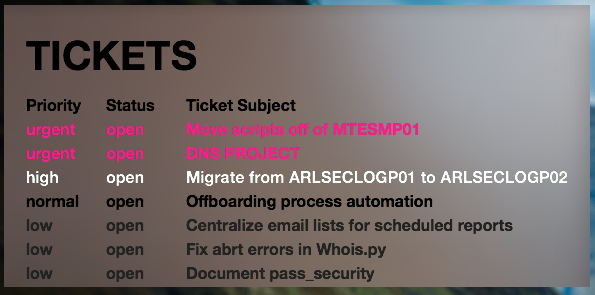 TICKETS
Priority Status Ticket Subject
urgent open Move scripts off of MTESMP01
urgent open DNS PROJECT
high open Migrate from ARLSECLOGP01 to ARLSECLOGP02
normal open Offboarding process automation
low open Centralize email lists for scheduled reports
low open Fix abrt errors in Whois.py
low open Document pass_security